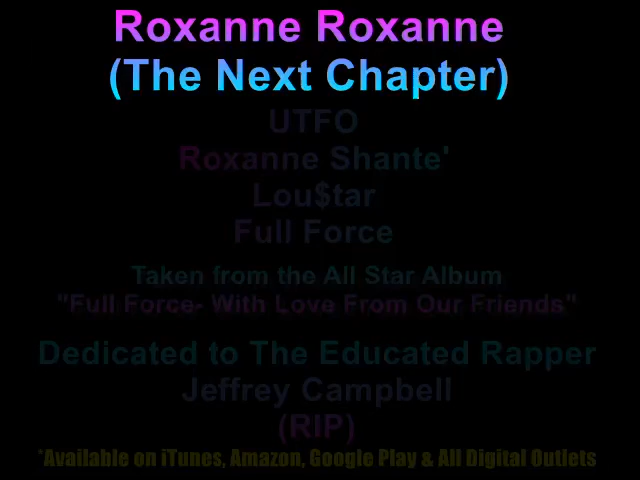 Roxanne Roxanne
(The Next Chapter)
UTFO
Roxanne Shante'
Lou$tar
Full Force
Taken from the All Star Album
"Full Force- With Love From Our Friends"
Dedicated to The Educated Rapper
Jeffrey Campbell
(RIP)
*Available on iTunes, Amazon, Google Play & All Digital Outlets